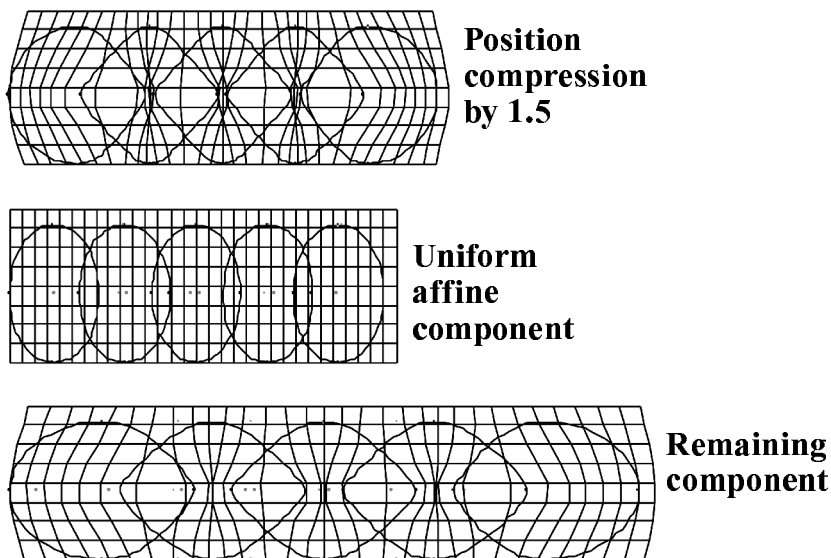 Position
compression
by 1.5
Uniform
affine
component
Remaining
component